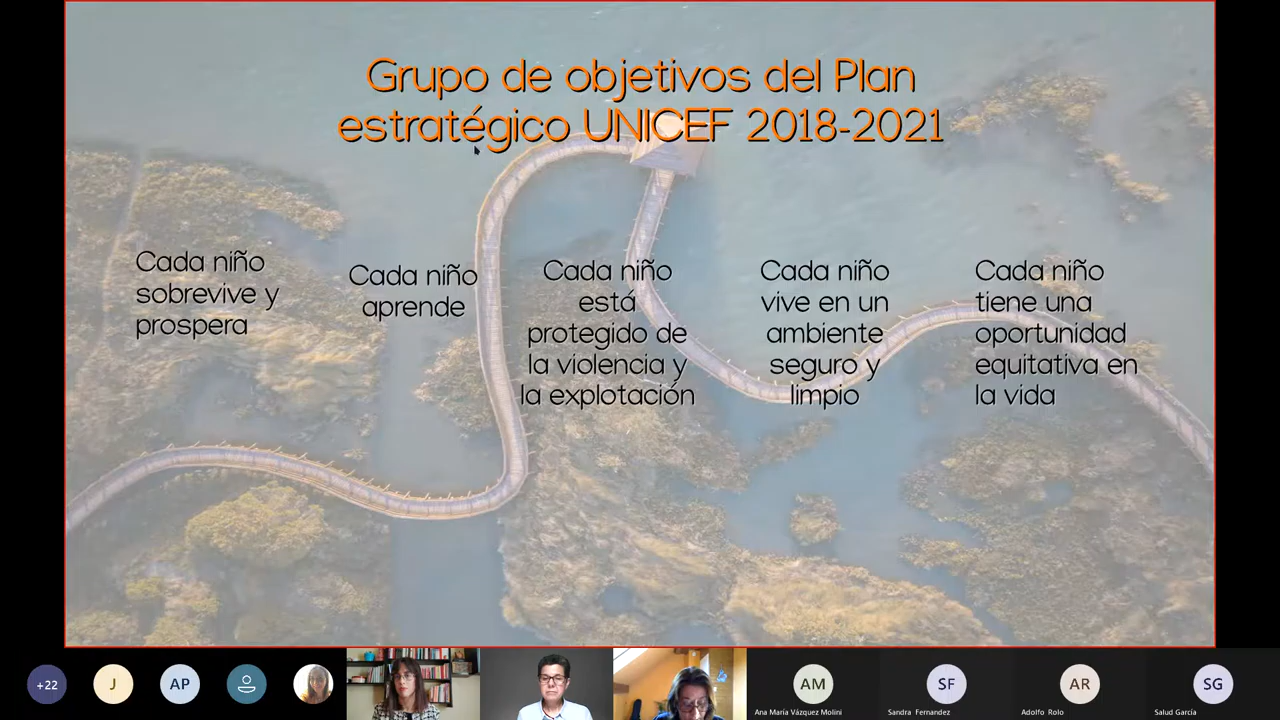 Grupo de objetivos del Plan
estratégico UNICEF 2018-2021
Cada niño
sobrevive y
prospera
Cada niño
aprende
Cada niño
está
protegido de
la violencia y
la explotación
Cada niño
vive en un
ambiente
seguro y
limpio
Cada niño
tiene una
oportunidad
equitativa en
la vida
+22
J
AP
AM
SF
AR
SG
Ana María Vázquez Molini
Sandra Fernandez
Adolfo Rolo
Salud García